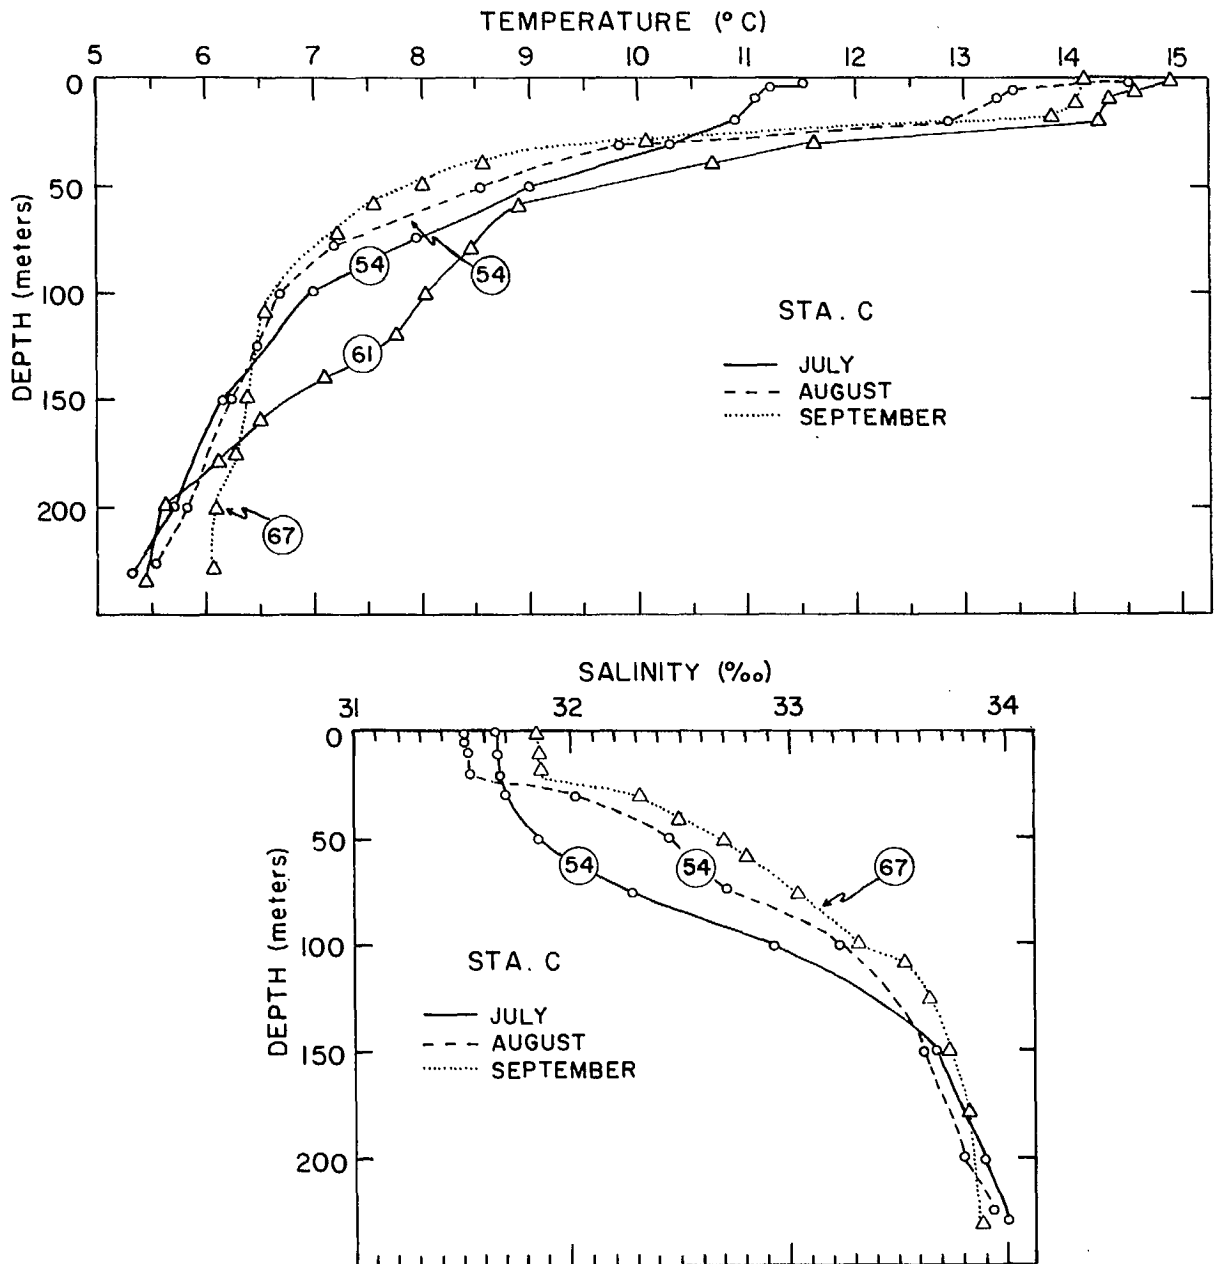 TEMPERATURE (°C)
5 6 7 8 9 10 11 12 13 14 15
0
50
100
150
200
DEPTH (meters)
54
54
61
67
STA. C
JULY
AUGUST
SEPTEMBER
SALINITY (‰)
31 32 33 34
0
50
100
150
200
DEPTH (meters)
54
54
67
STA. C
JULY
AUGUST
SEPTEMBER